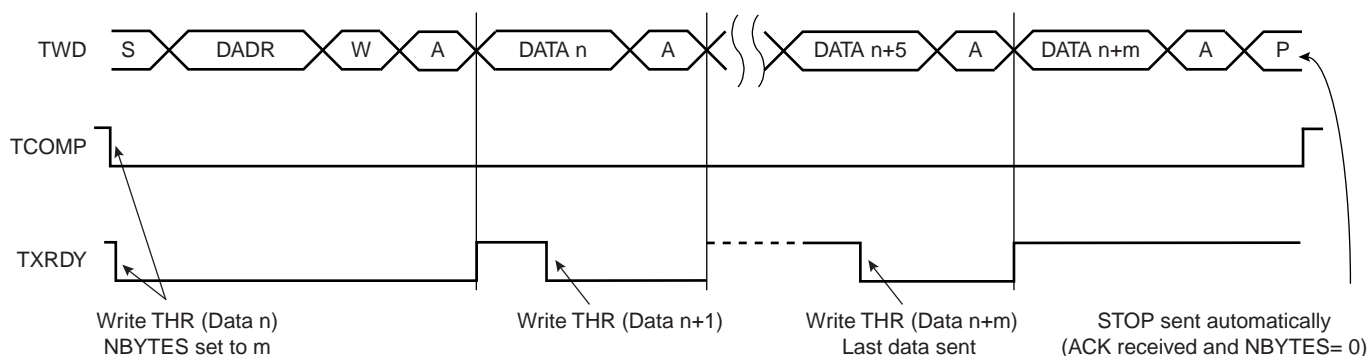 TWD S DADR W A DATA n A DATA n+5 A DATA n+m A P
TCOMP
TXRDY
Write THR (Data n)
NBYTES set to m
Write THR (Data n+1)
Write THR (Data n+m)
Last data sent
STOP sent automatically
(ACK received and NBYTES= 0)